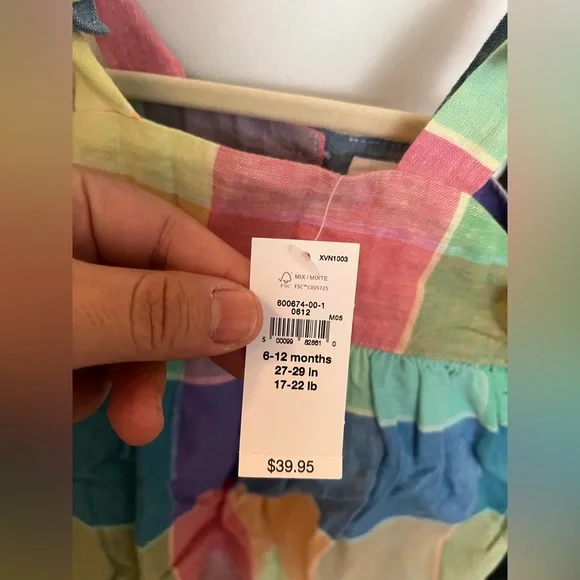 XVN1003
MIX / MIXTE
FSC
FSC™ C005725
600674-00-1
0612
M05
5 00099 82861 0
6-12 months
27-29 in
17-22 lb
$39.95